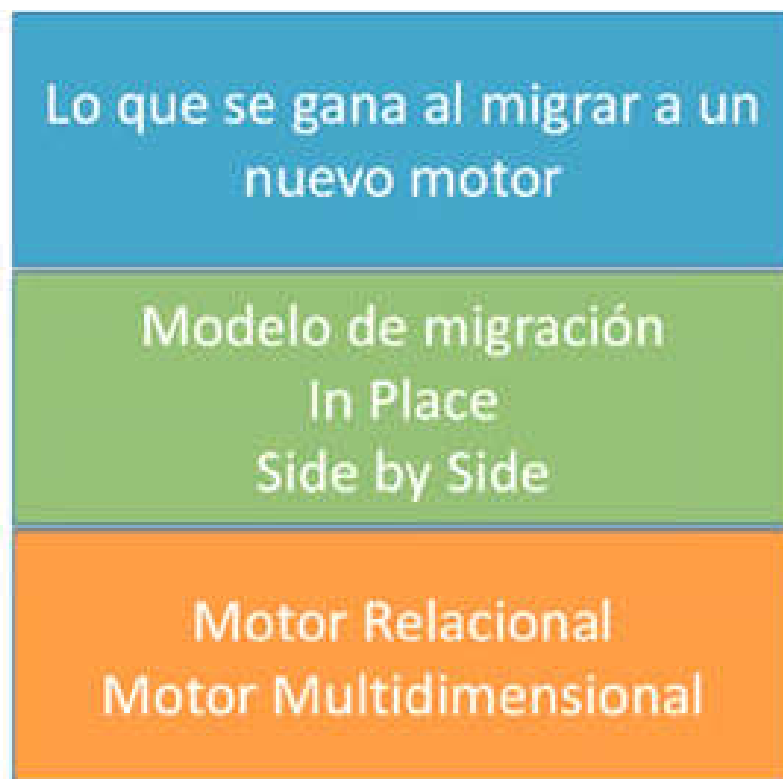 Lo que se gana al migrar a un
nuevo motor
Modelo de migración
In Place
Side by Side
Motor Relacional
Motor Multidimensional